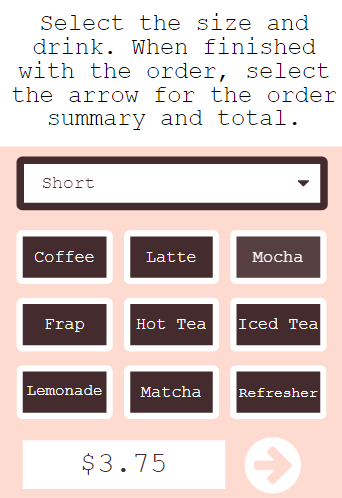 Select the size and
drink. When finished
with the order, select
the arrow for the order
summary and total.
Short
Coffee
Latte
Mocha
Frap
Hot Tea
Iced Tea
Lemonade
Matcha
Refresher
$3.75